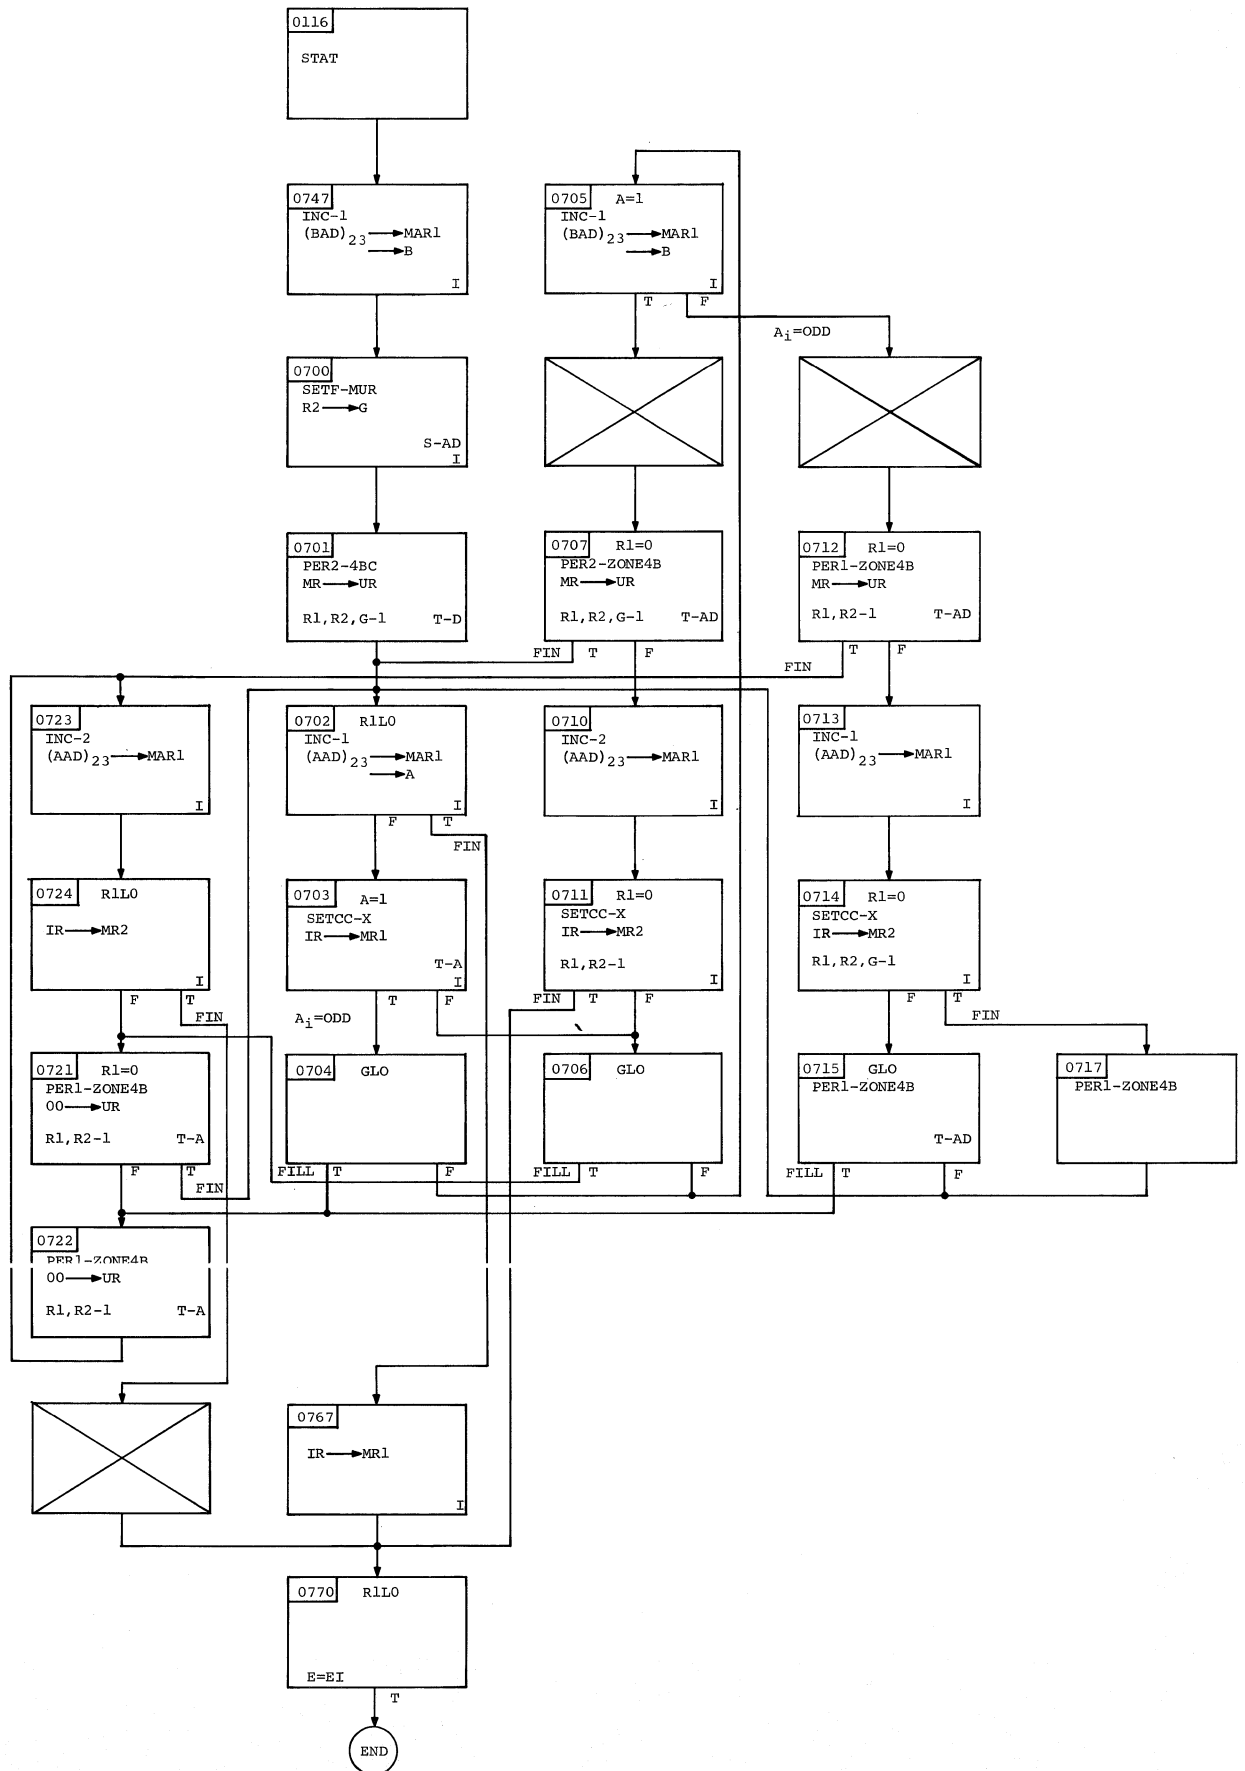 0116
STAT
0747
INC-1
(BAD)23→MAR1
→B
I
0705 A=1
INC-1
(BAD)23→MAR1
→B
I
T F
Ai=ODD
0700
SETF-MUR
R2→G
S-AD
I
0701
PER2-4BC
MR→UR
R1,R2,G-1 T-D
0707 R1=0
PER2-ZONE4B
MR→UR
R1,R2,G-1 T-AD
FIN T F
0712 R1=0
PER1-ZONE4B
MR→UR
R1,R2-1 T-AD
FIN T F
0723
INC-2
(AAD)23→MAR1
I
0702 R1L0
INC-1
(AAD)23→MAR1
→A
I
F T
FIN
0710
INC-2
(AAD)23→MAR1
I
0713
INC-1
(AAD)23→MAR1
I
0724 R1L0
IR→MR2
I
F T
FIN
0703 A=1
SETCC-X
IR→MR1
T-A
I
T F
Ai=ODD
0711 R1=0
SETCC-X
IR→MR2
R1,R2-1
I
FIN T F
0714 R1=0
SETCC-X
IR→MR2
R1,R2,G-1
I
F T
FIN
0721 R1=0
PER1-ZONE4B
00→UR
R1,R2-1 T-A
F T
FIN
0704 GLO
FILL T F
0706 GLO
FILL T F
0715 GLO
PER1-ZONE4B
T-AD
FILL T F
0717
PER1-ZONE4B
0722
PER1-ZONE4B
00→UR
R1,R2-1 T-A
0767
IR→MR1
I
0770 R1L0
E=EI
T
END